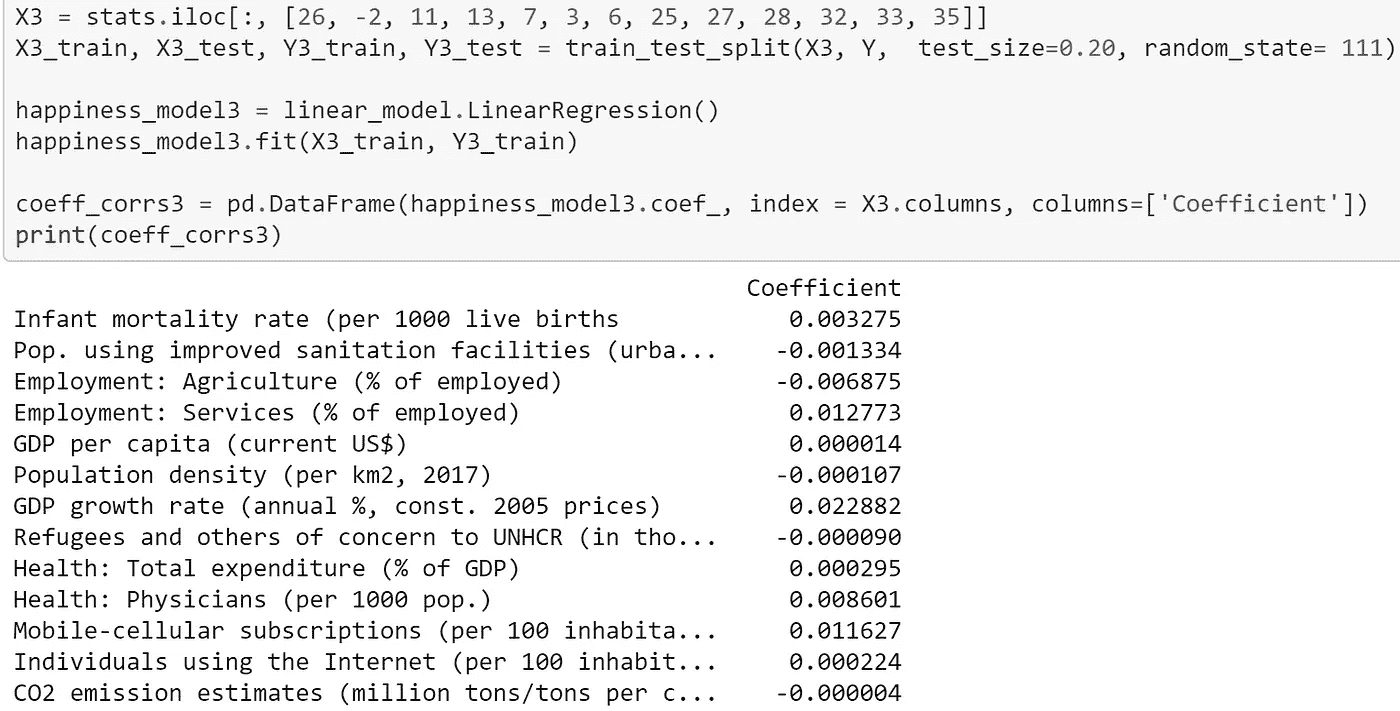 X3 = stats.iloc[:, [26, -2, 11, 13, 7, 3, 6, 25, 27, 28, 32, 33, 35]]
X3_train, X3_test, Y3_train, Y3_test = train_test_split(X3, Y,  test_size=0.20, random_state= 111)
happiness_model3 = linear_model.LinearRegression()
happiness_model3.fit(X3_train, Y3_train)
coeff_corrs3 = pd.DataFrame(happiness_model3.coef_, index = X3.columns, columns=['Coefficient'])
print(coeff_corrs3)
Coefficient
Infant mortality rate (per 1000 live births 0.003275
Pop. using improved sanitation facilities (urba... -0.001334
Employment: Agriculture (% of employed) -0.006875
Employment: Services (% of employed) 0.012773
GDP per capita (current US$) 0.000014
Population density (per km2, 2017) -0.000107
GDP growth rate (annual %, const. 2005 prices) 0.022882
Refugees and others of concern to UNHCR (in tho... -0.000090
Health: Total expenditure (% of GDP) 0.000295
Health: Physicians (per 1000 pop.) 0.008601
Mobile-cellular subscriptions (per 100 inhabita... 0.011627
Individuals using the Internet (per 100 inhabit... 0.000224
CO2 emission estimates (million tons/tons per c... -0.000004